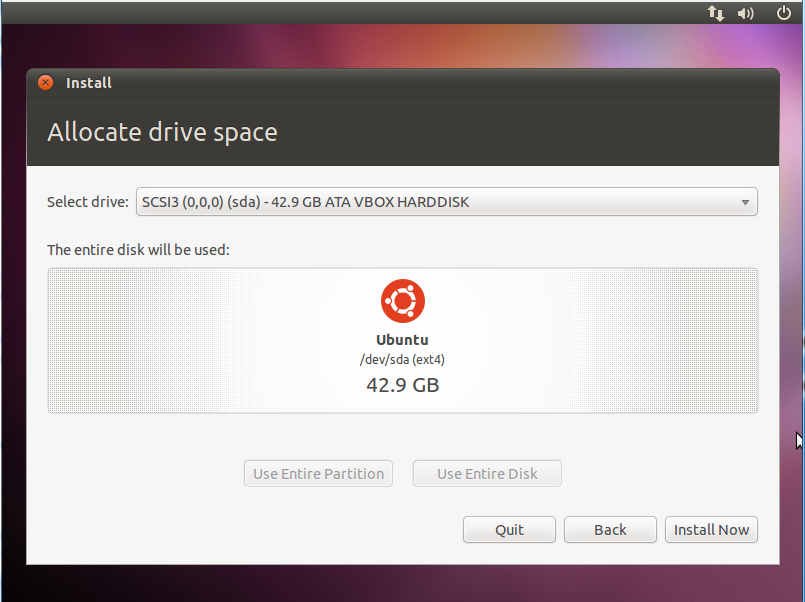 Install
Allocate drive space
Select drive: SCSI3 (0,0,0) (sda) - 42.9 GB ATA VBOX HARDDISK
The entire disk will be used:
Ubuntu
/dev/sda (ext4)
42.9 GB
Use Entire Partition Use Entire Disk
Quit Back Install Now